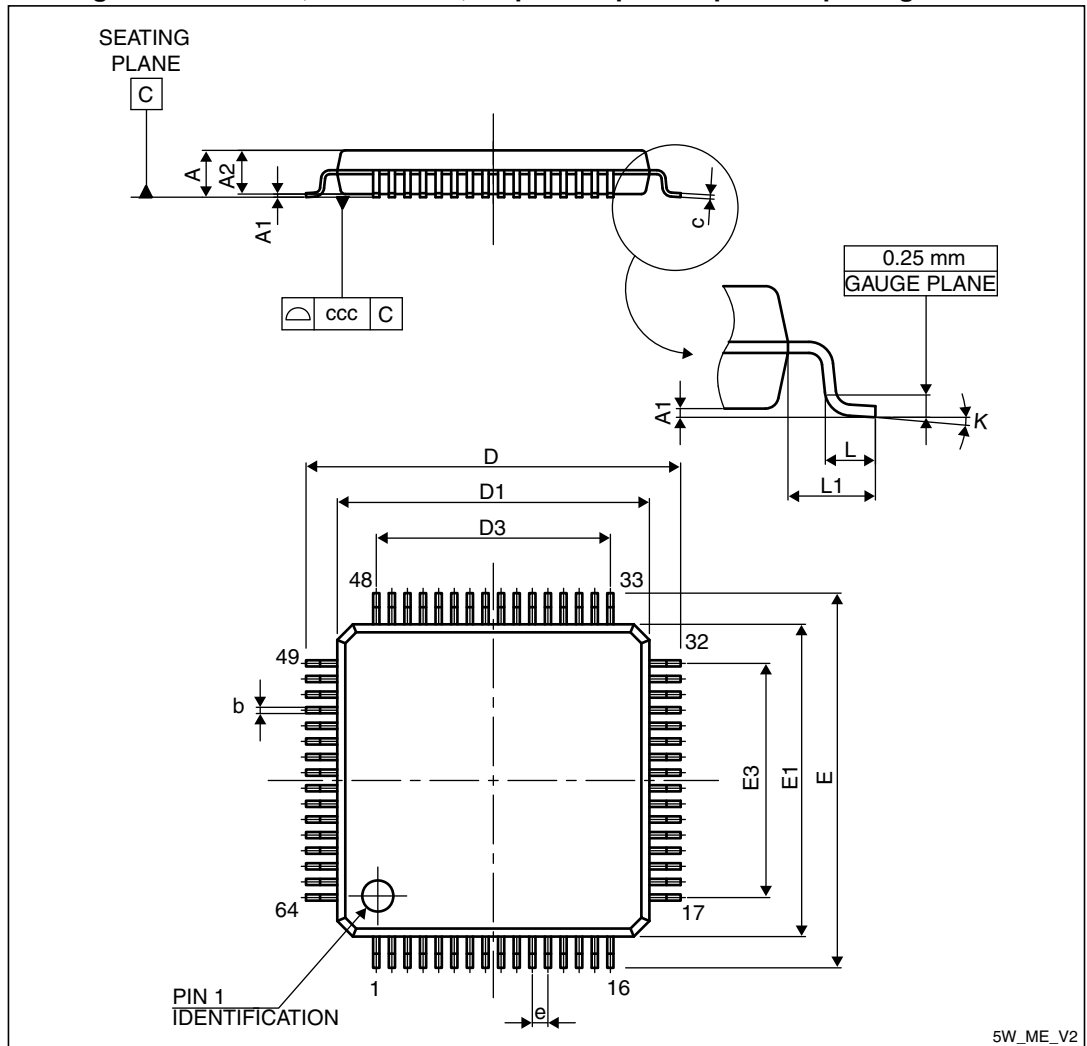 SEATING
PLANE
C
A
A2
A1
c
ccc C
0.25 mm
GAUGE PLANE
A1
K
L
L1
D
D1
D3
48
33
49
32
b
E3
E1
E
64
17
1
16
e
PIN 1
IDENTIFICATION
5W_ME_V2